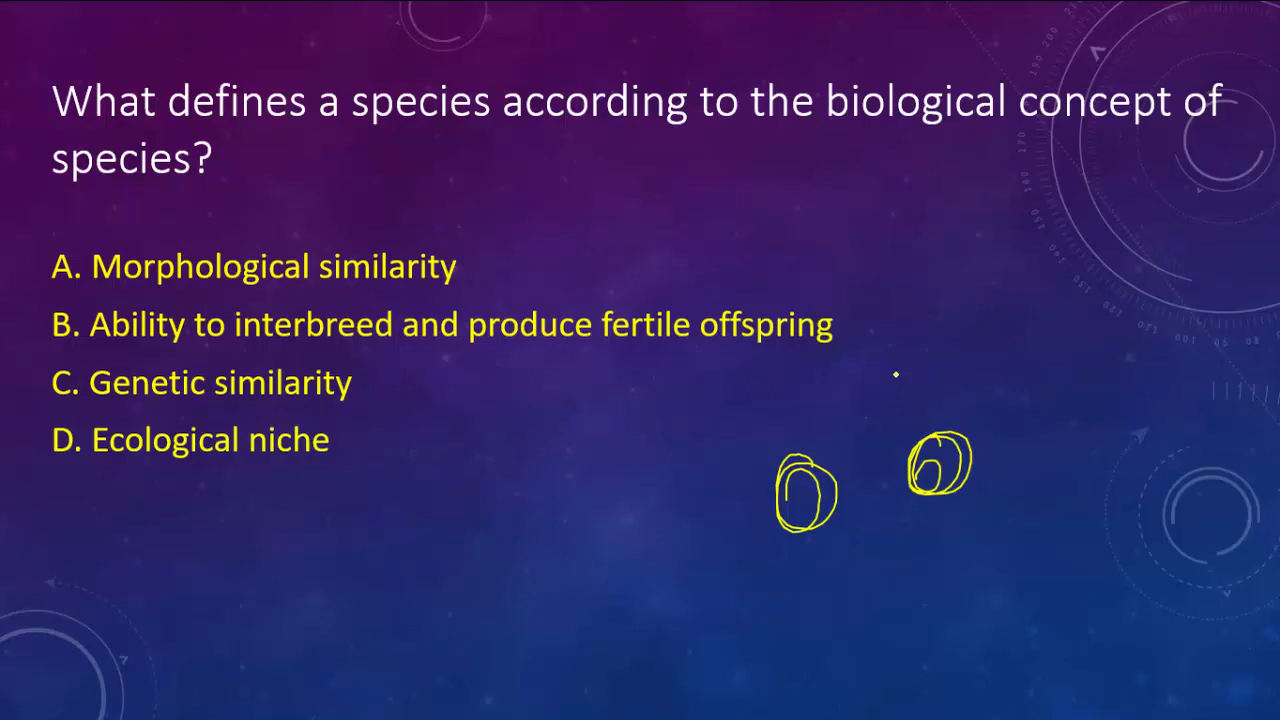 What defines a species according to the biological concept of
species?
A. Morphological similarity
B. Ability to interbreed and produce fertile offspring
C. Genetic similarity
D. Ecological niche